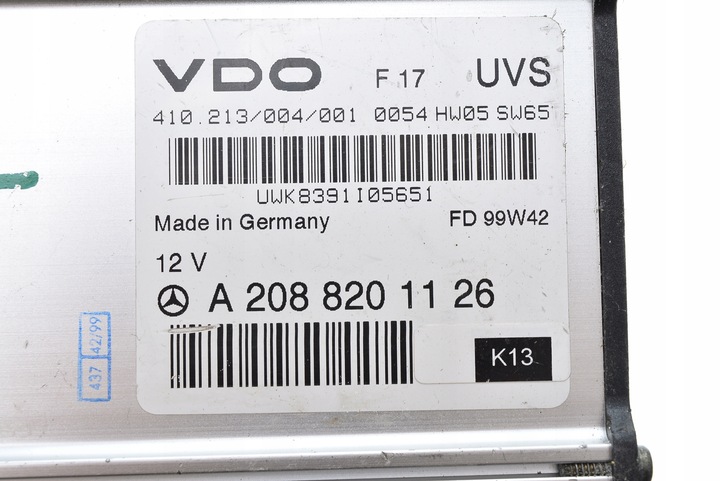 VDO F 17 UVS
410.213/004/001 0054 HW05 SW65
UWK8391I05651
Made in Germany FD 99W42
12 V
A 208 820 11 26
K13
437 42/99